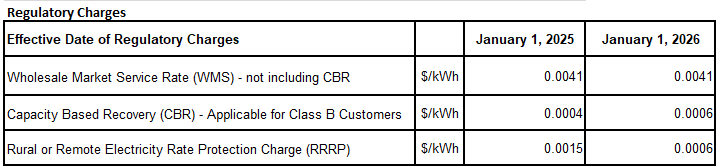 Regulatory Charges
Effective Date of Regulatory Charges January 1, 2025 January 1, 2026
Wholesale Market Service Rate (WMS) - not including CBR $/kWh 0.0041 0.0041
Capacity Based Recovery (CBR) - Applicable for Class B Customers $/kWh 0.0004 0.0006
Rural or Remote Electricity Rate Protection Charge (RRRP) $/kWh 0.0015 0.0006